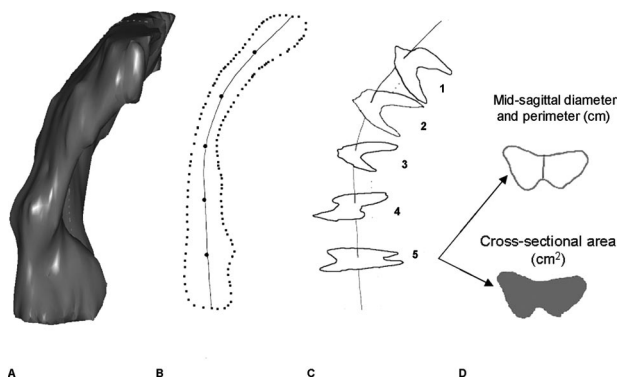 1
2
3
4
5
Mid-sagittal diameter
and perimeter (cm)
Cross-sectional area
(cm²)
A B C D